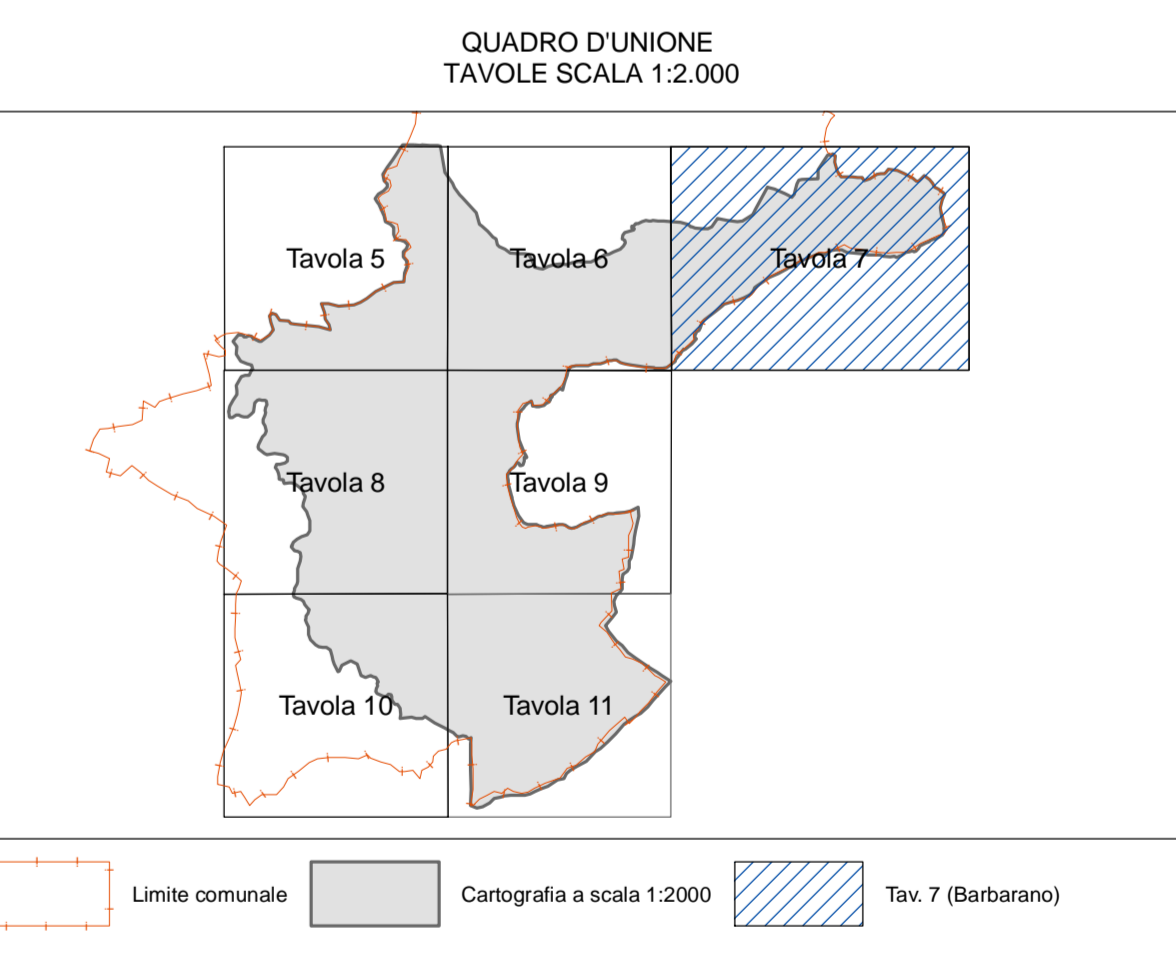 QUADRO D'UNIONE
TAVOLE SCALA 1:2.000
Tavola 5
Tavola 6
Tavola 7
Tavola 8
Tavola 9
Tavola 10
Tavola 11
Limite comunale
Cartografia a scala 1:2000
Tav. 7 (Barbarano)